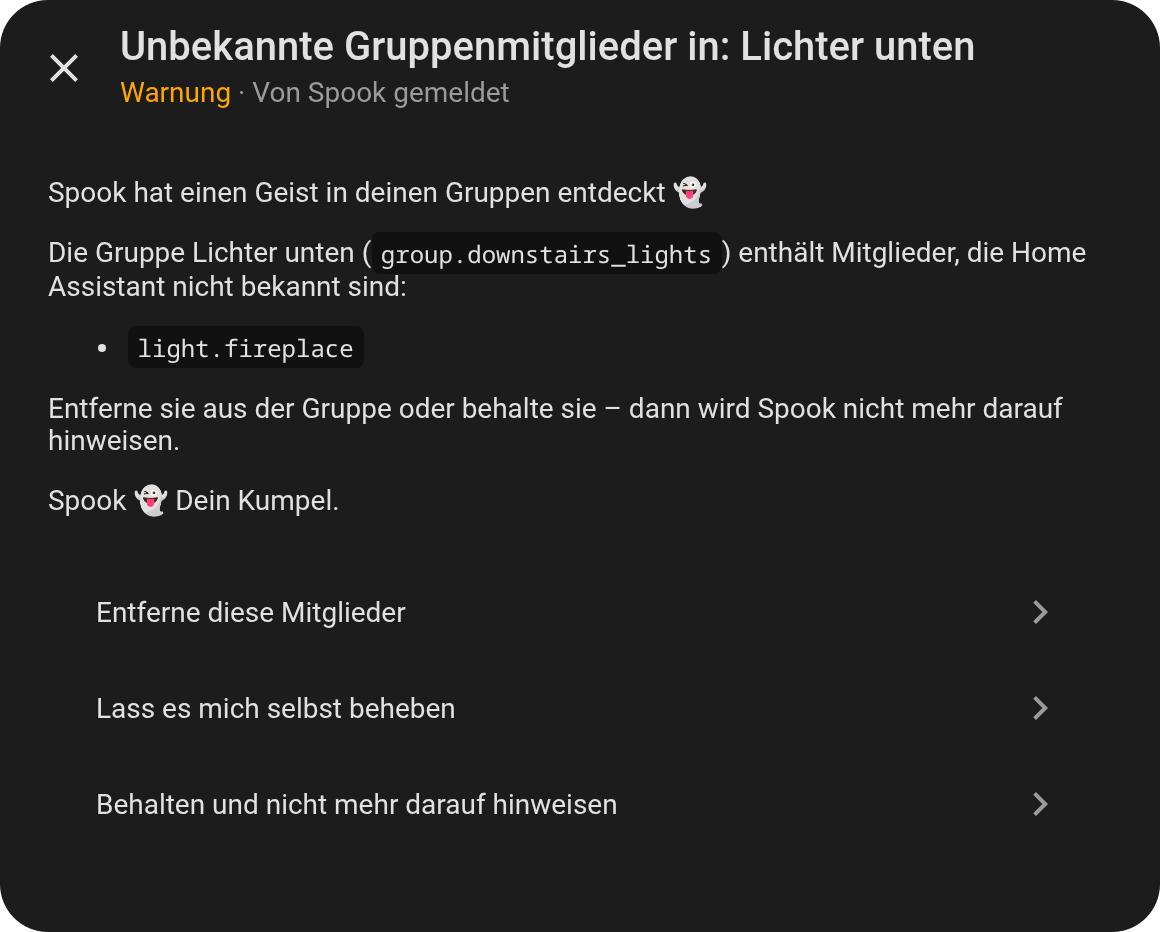 Unbekannte Gruppenmitglieder in: Lichter unten
Warnung · Von Spook gemeldet
Spook hat einen Geist in deinen Gruppen entdeckt 👻
Die Gruppe Lichter unten (group.downstairs_lights) enthält Mitglieder, die Home
Assistant nicht bekannt sind:
• light.fireplace
Entferne sie aus der Gruppe oder behalte sie – dann wird Spook nicht mehr darauf
hinweisen.
Spook 👻 Dein Kumpel.
Entferne diese Mitglieder
Lass es mich selbst beheben
Behalten und nicht mehr darauf hinweisen